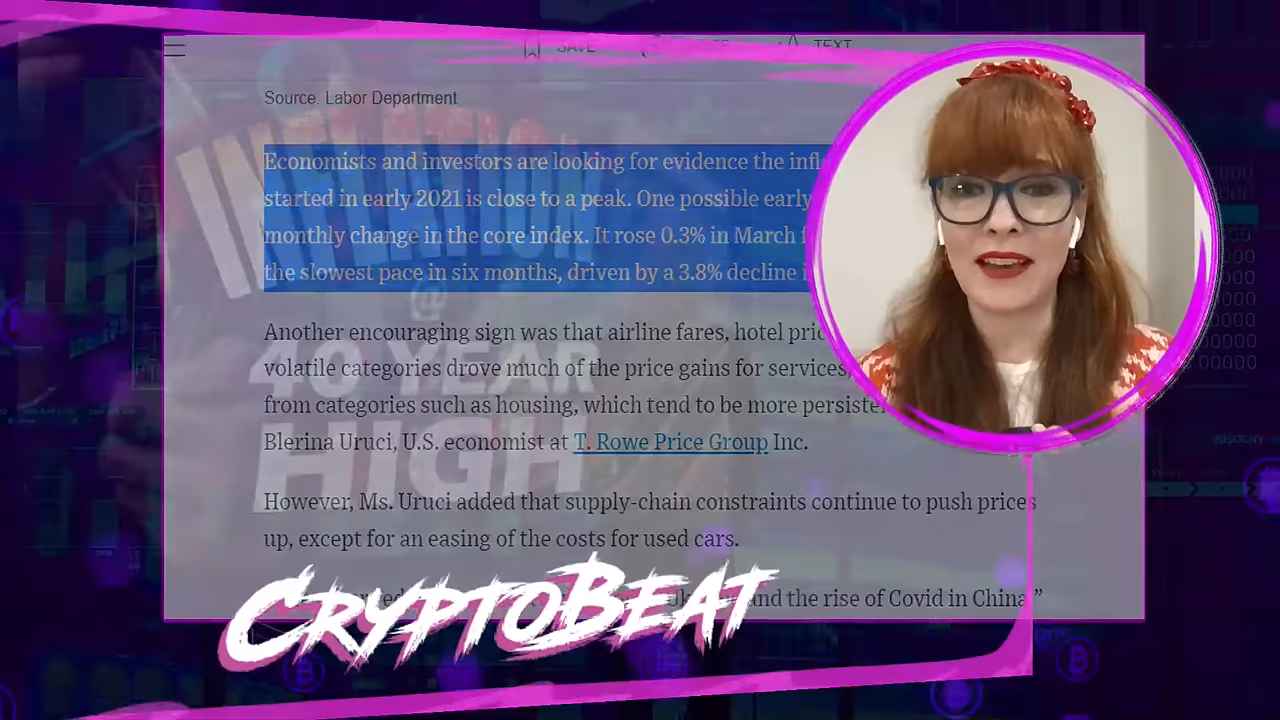 SAVE
TEXT
Source: Labor Department
Economists and investors are looking for evidence the infl
started in early 2021 is close to a peak. One possible early
monthly change in the core index. It rose 0.3% in March f
the slowest pace in six months, driven by a 3.8% decline i
INFLATION
@
40 YEAR
HIGH
Another encouraging sign was that airline fares, hotel pric
volatile categories drove much of the price gains for services,
from categories such as housing, which tend to be more persiste
Blerina Uruci, U.S. economist at T. Rowe Price Group Inc.
However, Ms. Uruci added that supply-chain constraints continue to push prices
up, except for an easing of the costs for used cars.
and the rise of Covid in China.”
CRYPTOBEAT